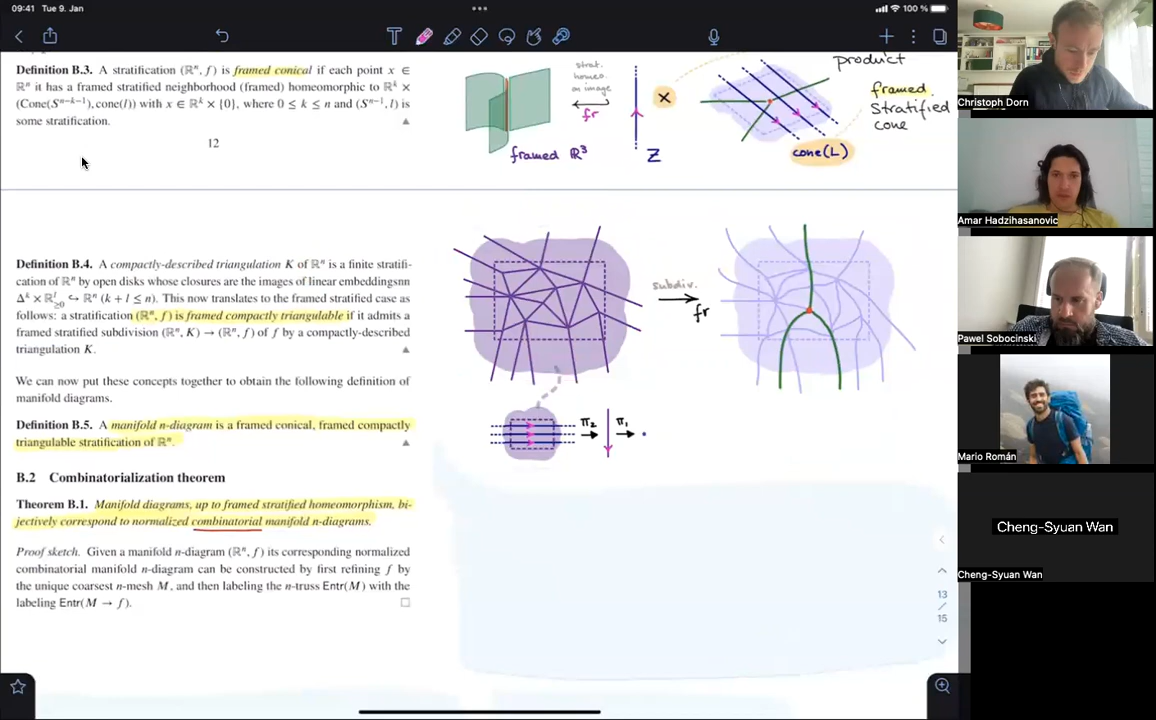 09:41 Tue 9. Jan
100 %
Definition B.3. A stratification (ℝⁿ, f) is framed conical if each point x ∈
ℝⁿ it has a framed stratified neighborhood (framed) homeomorphic to ℝᵏ ×
(Cone(Sⁿ⁻ᵏ⁻¹), cone(l)) with x ∈ ℝᵏ × {0}, where 0 ≤ k ≤ n and (Sⁿ⁻¹, l) is
some stratification. ▲
12
strat.
homeo
on image
fr
framed ℝ³
Z
×
product
framed
stratified
cone
cone(L)
Definition B.4. A compactly-described triangulation K of ℝⁿ is a finite stratifi-
cation of ℝⁿ by open disks whose closures are the images of linear embeddingsnn
Δᵏ × ℝˡ≥0 ↪ ℝⁿ (k + l ≤ n). This now translates to the framed stratified case as
follows: a stratification (ℝⁿ, f) is framed compactly triangulable if it admits a
framed stratified subdivision (ℝⁿ, K) → (ℝⁿ, f) of f by a compactly-described
triangulation K. ▲
subdiv.
fr
We can now put these concepts together to obtain the following definition of
manifold diagrams.
Definition B.5. A manifold n-diagram is a framed conical, framed compactly
triangulable stratification of ℝⁿ. ▲
π₂
π₁
B.2 Combinatorialization theorem
Theorem B.1. Manifold diagrams, up to framed stratified homeomorphism, bi-
jectively correspond to normalized combinatorial manifold n-diagrams.
Proof sketch. Given a manifold n-diagram (ℝⁿ, f) its corresponding normalized
combinatorial manifold n-diagram can be constructed by first refining f by
the unique coarsest n-mesh M, and then labeling the n-truss Entr(M) with the
labeling Entr(M → f). □
13
/
15
Christoph Dorn
Amar Hadzihasanovic
Pawel Sobocinski
Mario Román
Cheng-Syuan Wan
Cheng-Syuan Wan